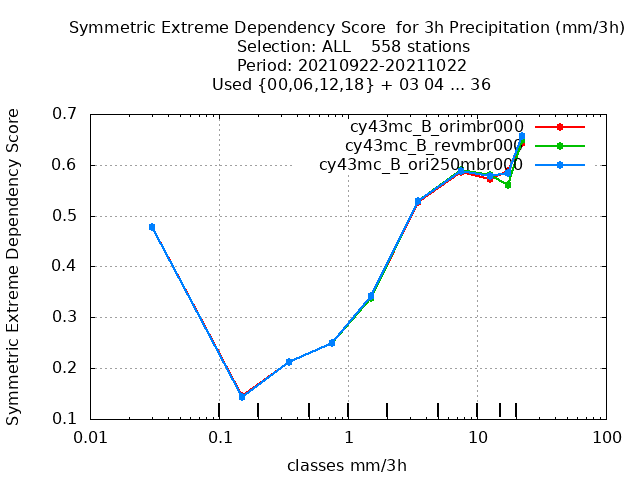 Symmetric Extreme Dependency Score  for 3h Precipitation (mm/3h)
Selection: ALL    558 stations
Period: 20210922-20211022
Used {00,06,12,18} + 03 04 ... 36
Symmetric Extreme Dependency Score
0.7
0.6
0.5
0.4
0.3
0.2
0.1
cy43mc_B_orimbr000
cy43mc_B_revmbr000
cy43mc_B_ori250mbr000
0.01
0.1
1
10
100
classes mm/3h